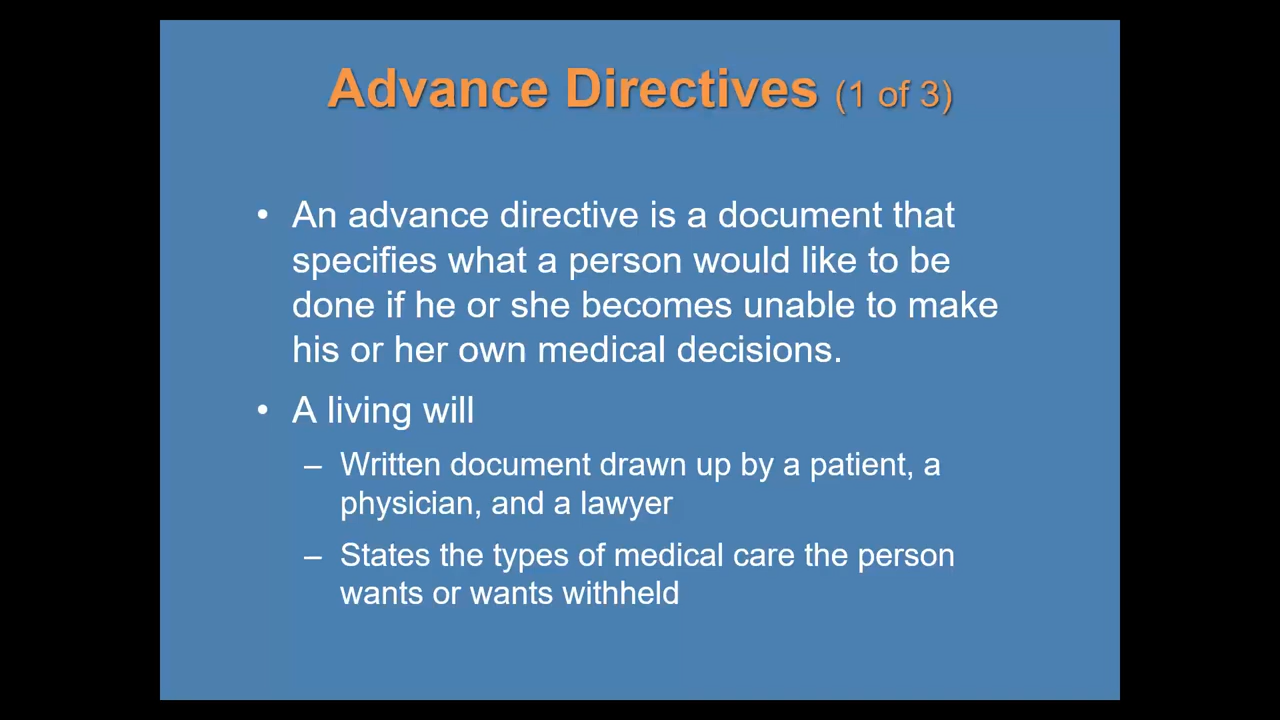 Advance Directives (1 of 3)
• An advance directive is a document that
specifies what a person would like to be
done if he or she becomes unable to make
his or her own medical decisions.
• A living will
– Written document drawn up by a patient, a
physician, and a lawyer
– States the types of medical care the person
wants or wants withheld